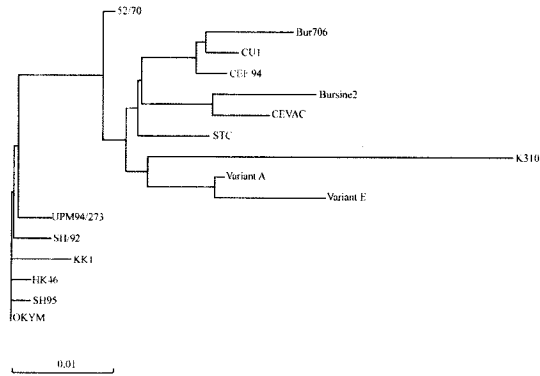 52/70
Bur706
CU1
CEF 94
Bursine2
CEVAC
STC
K310
Variant A
Variant E
UPM94/273
SH/92
KK1
HK46
SH95
OKYM
0.01